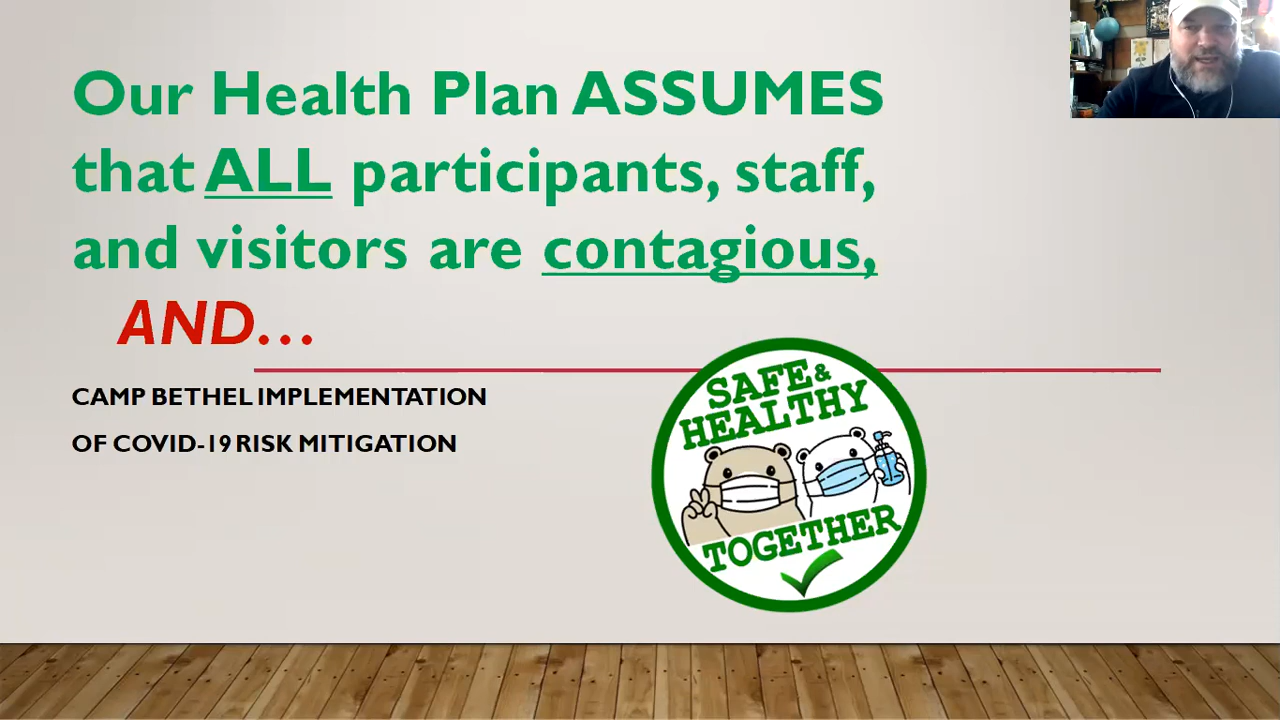 Our Health Plan ASSUMES
that ALL participants, staff,
and visitors are contagious,
AND…
CAMP BETHEL IMPLEMENTATION
OF COVID-19 RISK MITIGATION
SAFE &
HEALTHY
TOGETHER